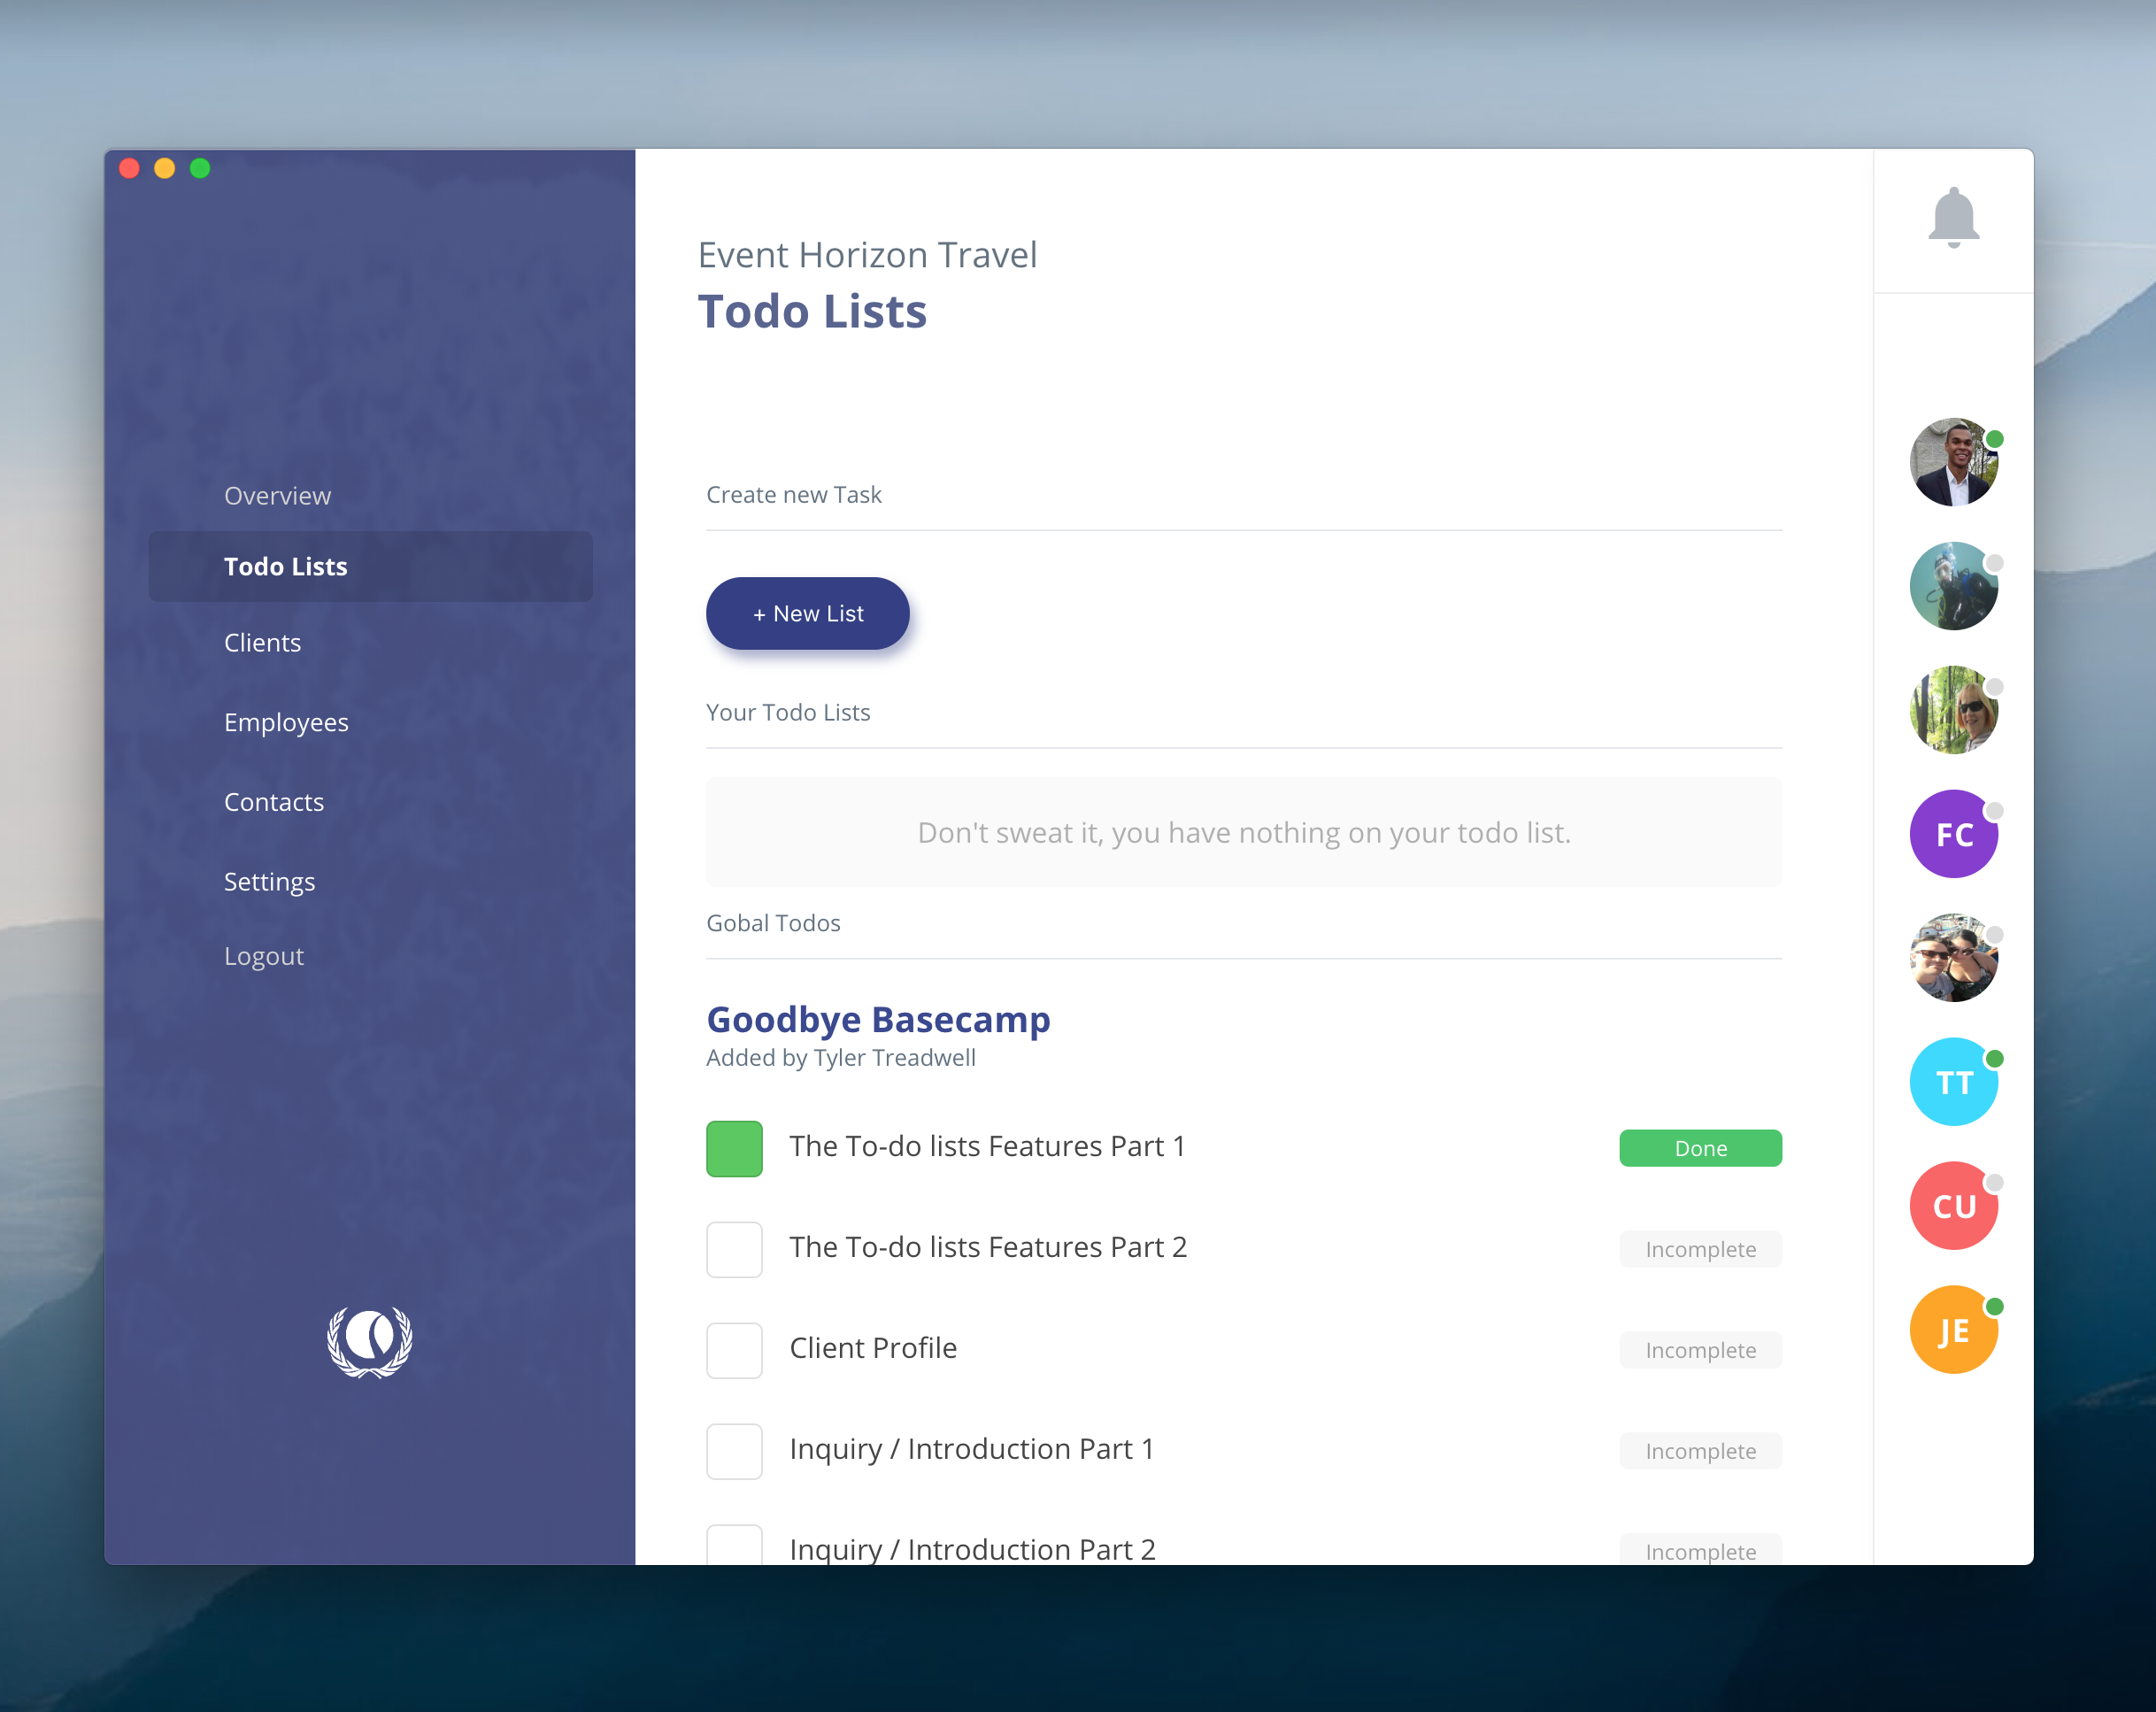 Overview
Todo Lists
Clients
Employees
Contacts
Settings
Logout
Event Horizon Travel
Todo Lists
Create new Task
+ New List
Your Todo Lists
Don't sweat it, you have nothing on your todo list.
Gobal Todos
Goodbye Basecamp
Added by Tyler Treadwell
The To-do lists Features Part 1 Done
The To-do lists Features Part 2 Incomplete
Client Profile Incomplete
Inquiry / Introduction Part 1 Incomplete
Inquiry / Introduction Part 2 Incomplete
FC
TT
CU
JE